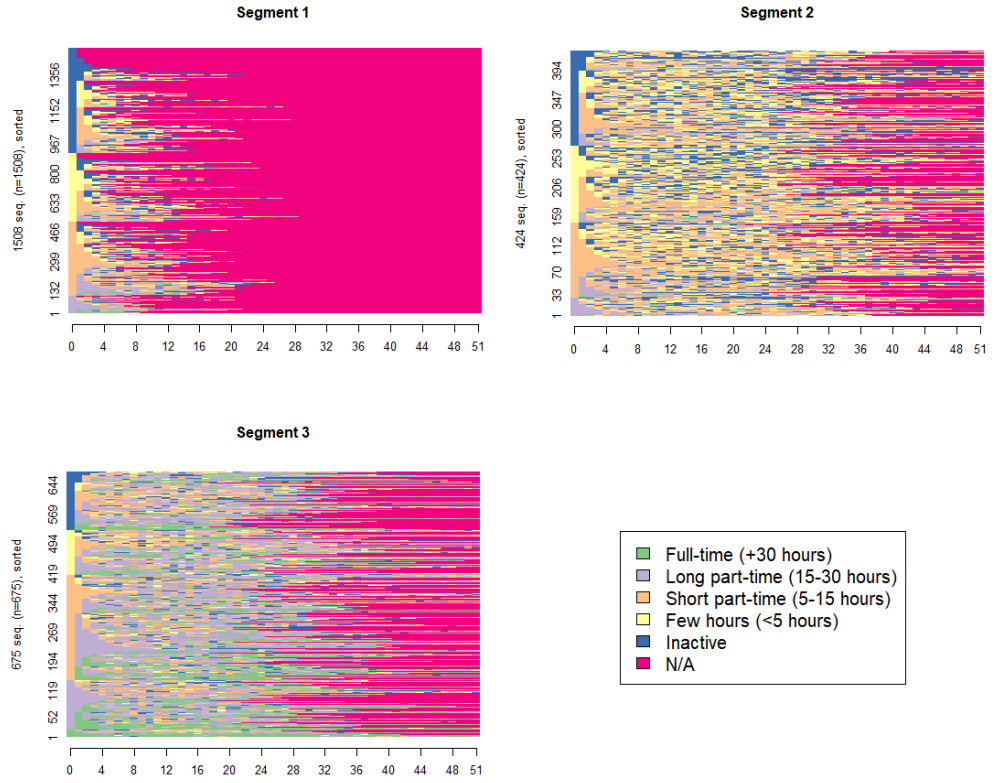 Segment 1
1508 seq. (n=1508), sorted
1 132 299 466 633 800 967 1152 1356
0 4 8 12 16 20 24 28 32 36 40 44 48 51
Segment 2
424 seq. (n=424), sorted
1 33 70 112 159 206 253 300 347 394
0 4 8 12 16 20 24 28 32 36 40 44 48 51
Segment 3
675 seq. (n=675), sorted
1 52 119 194 269 344 419 494 569 644
0 4 8 12 16 20 24 28 32 36 40 44 48 51
Full-time (+30 hours)
Long part-time (15-30 hours)
Short part-time (5-15 hours)
Few hours (<5 hours)
Inactive
N/A